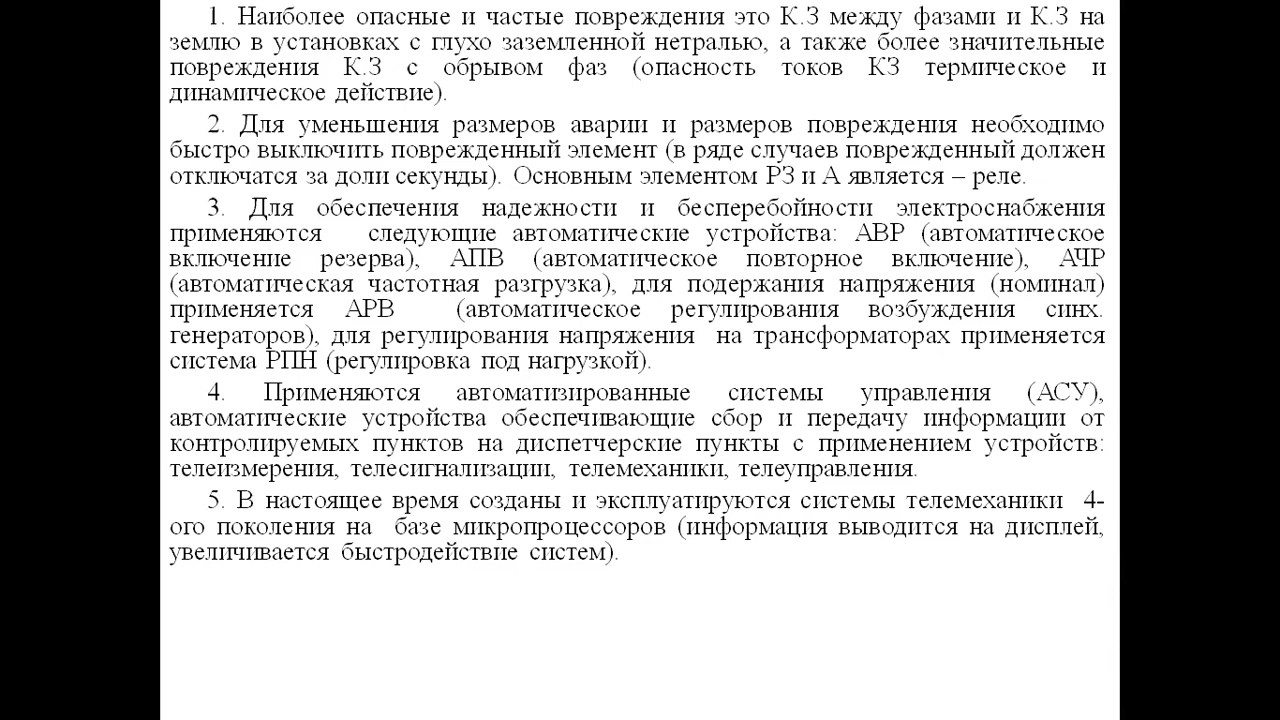 1. Наиболее опасные и частые повреждения это К.З между фазами и К.З на
землю в установках с глухо заземленной нетралью, а также более значительные
повреждения К.З с обрывом фаз (опасность токов КЗ термическое и
динамическое действие).
2. Для уменьшения размеров аварии и размеров повреждения необходимо
быстро выключить поврежденный элемент (в ряде случаев поврежденный должен
отключатся за доли секунды). Основным элементом РЗ и А является – реле.
3. Для обеспечения надежности и бесперебойности электроснабжения
применяются следующие автоматические устройства: АВР (автоматическое
включение резерва), АПВ (автоматическое повторное включение), АЧР
(автоматическая частотная разгрузка), для подержания напряжения (номинал)
применяется АРВ (автоматическое регулирования возбуждения синх.
генераторов), для регулирования напряжения на трансформаторах применяется
система РПН (регулировка под нагрузкой).
4. Применяются автоматизированные системы управления (АСУ),
автоматические устройства обеспечивающие сбор и передачу информации от
контролируемых пунктов на диспетчерские пункты с применением устройств:
телеизмерения, телесигнализации, телемеханики, телеуправления.
5. В настоящее время созданы и эксплуатируются системы телемеханики 4-
ого поколения на базе микропроцессоров (информация выводится на дисплей,
увеличивается быстродействие систем).